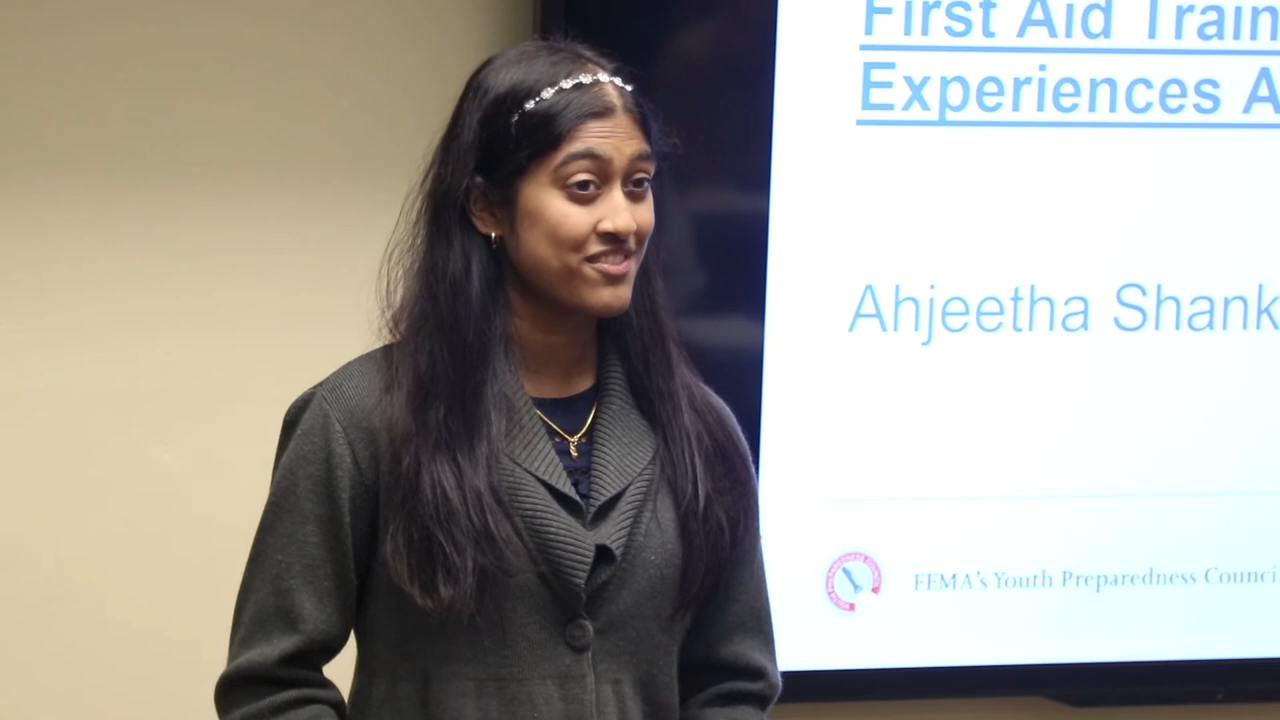 First Aid Train
Experiences A
Ahjeetha Shank
FEMA's Youth Preparedness Counci